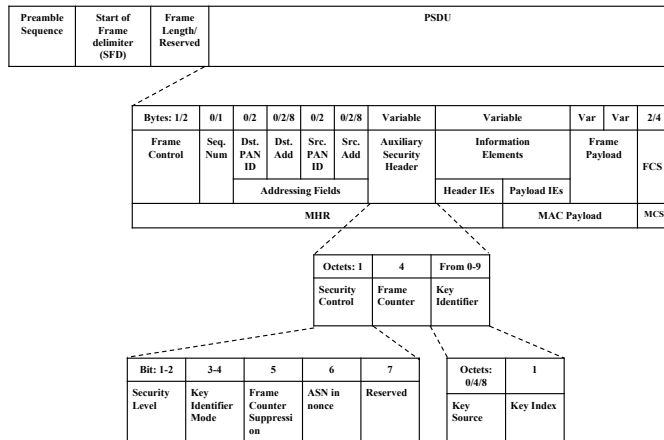 Preamble Sequence
Start of Frame delimiter (SFD)
Frame Length/ Reserved
PSDU
Bytes: 1/2
0/1
0/2
0/2/8
0/2
0/2/8
Variable
Variable
Var
Var
2/4
Frame Control
Seq. Num
Dst. PAN ID
Dst. Add
Src. PAN ID
Src. Add
Auxiliary Security Header
Information Elements
Frame Payload
FCS
Addressing Fields
Header IEs
Payload IEs
MHR
MAC Payload
MCS
Octets: 1
4
From 0-9
Security Control
Frame Counter
Key Identifier
Bit: 1-2
3-4
5
6
7
Security Level
Key Identifier Mode
Frame Counter Suppressi on
ASN in nonce
Reserved
Octets: 0/4/8
1
Key Source
Key Index